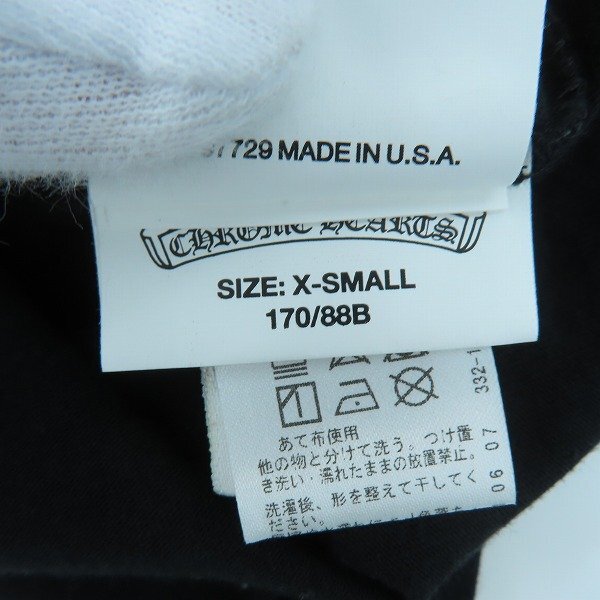 729 MADE IN U.S.A.
CHROME HEARTS
SIZE: X-SMALL
170/88B
332-1
あて布使用
他の物と分けて洗う。つけ置
き洗い・濡れたままの放置禁止。
洗濯後、形を整えて干してく
ださい。
06 07